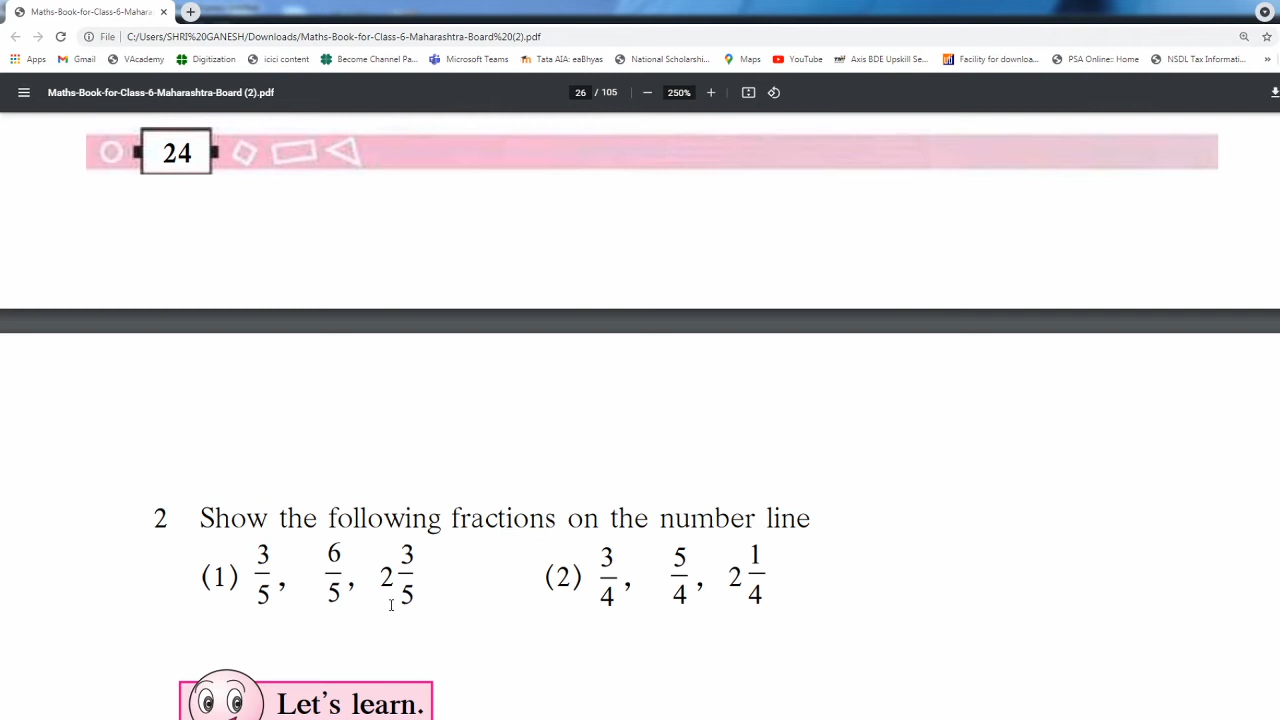 Maths-Book-for-Class-6-Mahara
File C:/Users/SHRI%20GANESH/Downloads/Maths-Book-for-Class-6-Maharashtra-Board%20(2).pdf
Apps Gmail VAcademy Digitization icici content Become Channel Pa... Microsoft Teams Tata AIA: eaBhyas National Scholarshi... Maps YouTube Axis BDE Upskill Se... Facility for downloa... PSA Online:: Home NSDL Tax Informati... »
Maths-Book-for-Class-6-Maharashtra-Board (2).pdf 26 / 105 — 250% +
24
2 Show the following fractions on the number line
(1) 3/5, 6/5, 2 3/5 (2) 3/4, 5/4, 2 1/4
Let's learn.